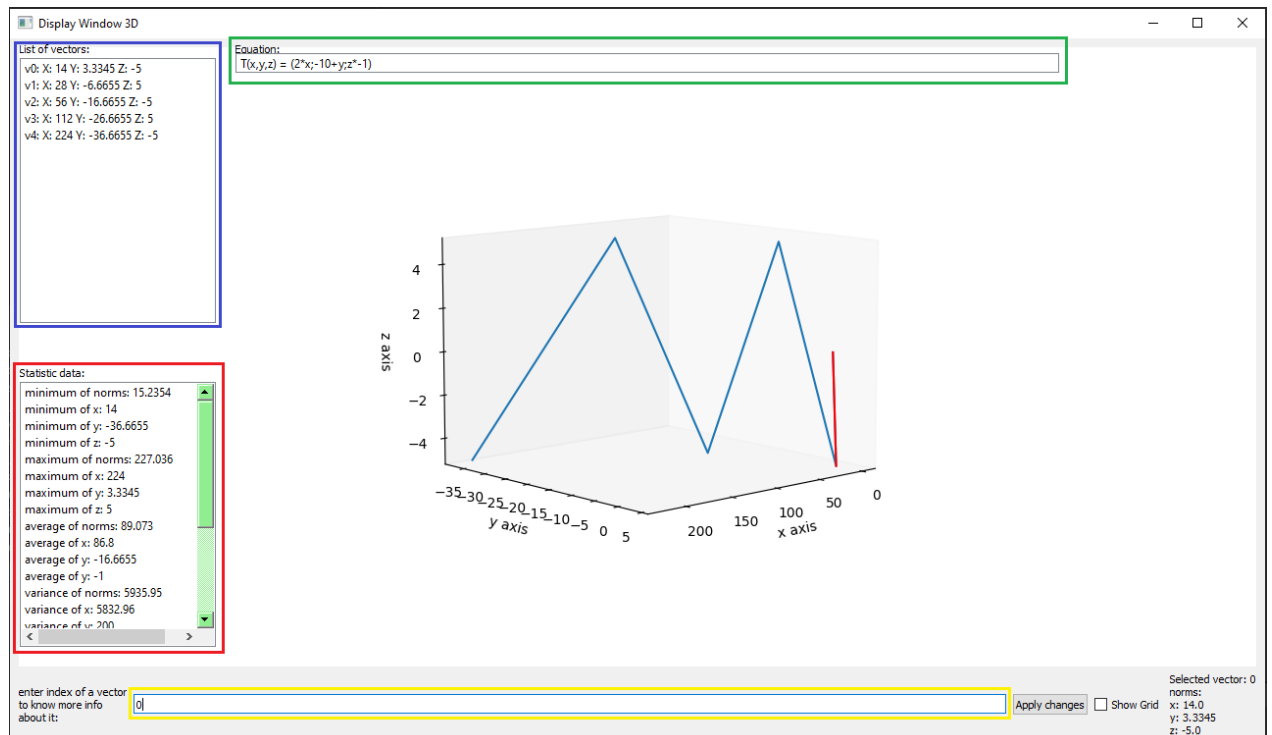 Display Window 3D
List of vectors:
v0: X: 14 Y: 3.3345 Z: -5
v1: X: 28 Y: -6.6655 Z: 5
v2: X: 56 Y: -16.6655 Z: -5
v3: X: 112 Y: -26.6655 Z: 5
v4: X: 224 Y: -36.6655 Z: -5
Equation:
T(x,y,z) = (2*x;-10+y;z*-1)
4
2
0
−2
−4
z axis
−35
−30
−25
−20
−15
−10
−5
0
5
y axis
200
150
100
50
0
x axis
Statistic data:
minimum of norms: 15.2354
minimum of x: 14
minimum of y: -36.6655
minimum of z: -5
maximum of norms: 227.036
maximum of x: 224
maximum of y: 3.3345
maximum of z: 5
average of norms: 89.073
average of x: 86.8
average of y: -16.6655
average of y: -1
variance of norms: 5935.95
variance of x: 5832.96
variance of y: 200
enter index of a vector
to know more info
about it:
0
Apply changes
Show Grid
Selected vector: 0
norms:
x: 14.0
y: 3.3345
z: -5.0